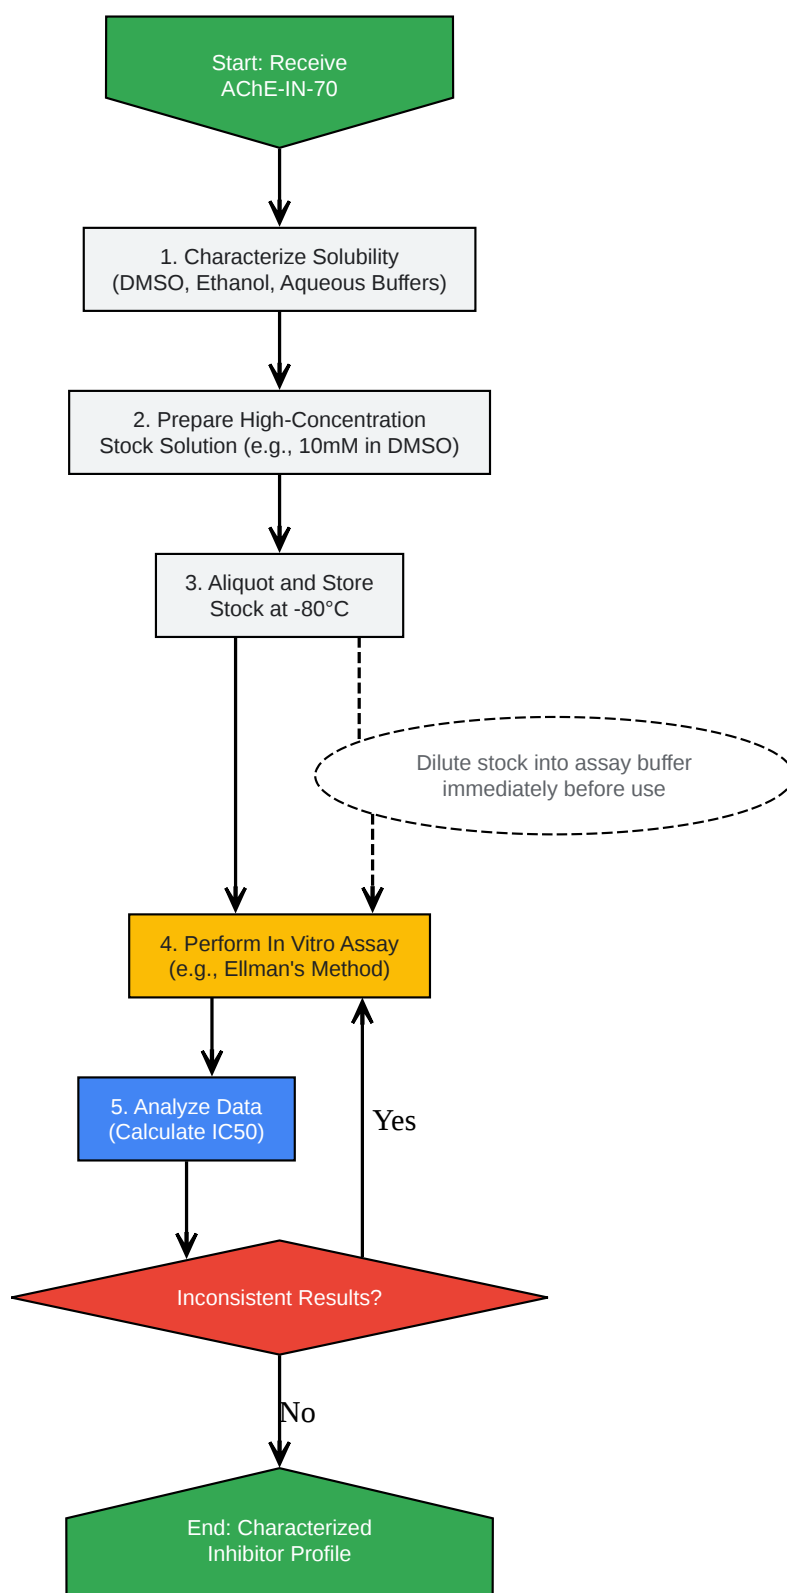 Start: Receive
AChE-IN-70
1. Characterize Solubility
(DMSO, Ethanol, Aqueous Buffers)
2. Prepare High-Concentration
Stock Solution (e.g., 10mM in DMSO)
3. Aliquot and Store
Stock at -80°C
Dilute stock into assay buffer
immediately before use
4. Perform In Vitro Assay
(e.g., Ellman's Method)
5. Analyze Data
(Calculate IC50)
Yes
Inconsistent Results?
No
End: Characterized
Inhibitor Profile